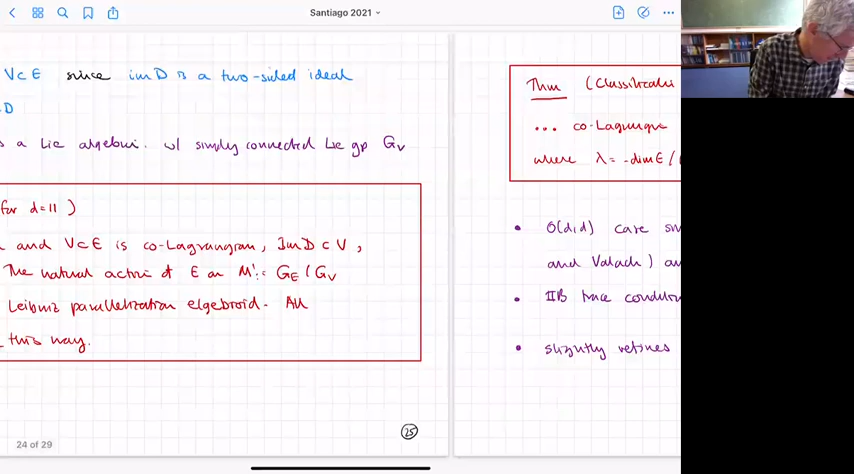 Santiago 2021
V ⊂ E since im D is a two-sided ideal
D
s a Lie algebra. w/ simply connected Lie gp G_V
for d=11 )
and V ⊂ E is co-Lagrangian, Im D ⊂ V ,
The natural action of E on M' := G_E / G_V
Leibniz parallelization algebroid. All
this way.
25
24 of 29
Thm (Classificati
... co-Lagrangia
where λ = -dim E /
• O(d,d) case
and Valach ) an
• IIB trace condition
• slightly refines